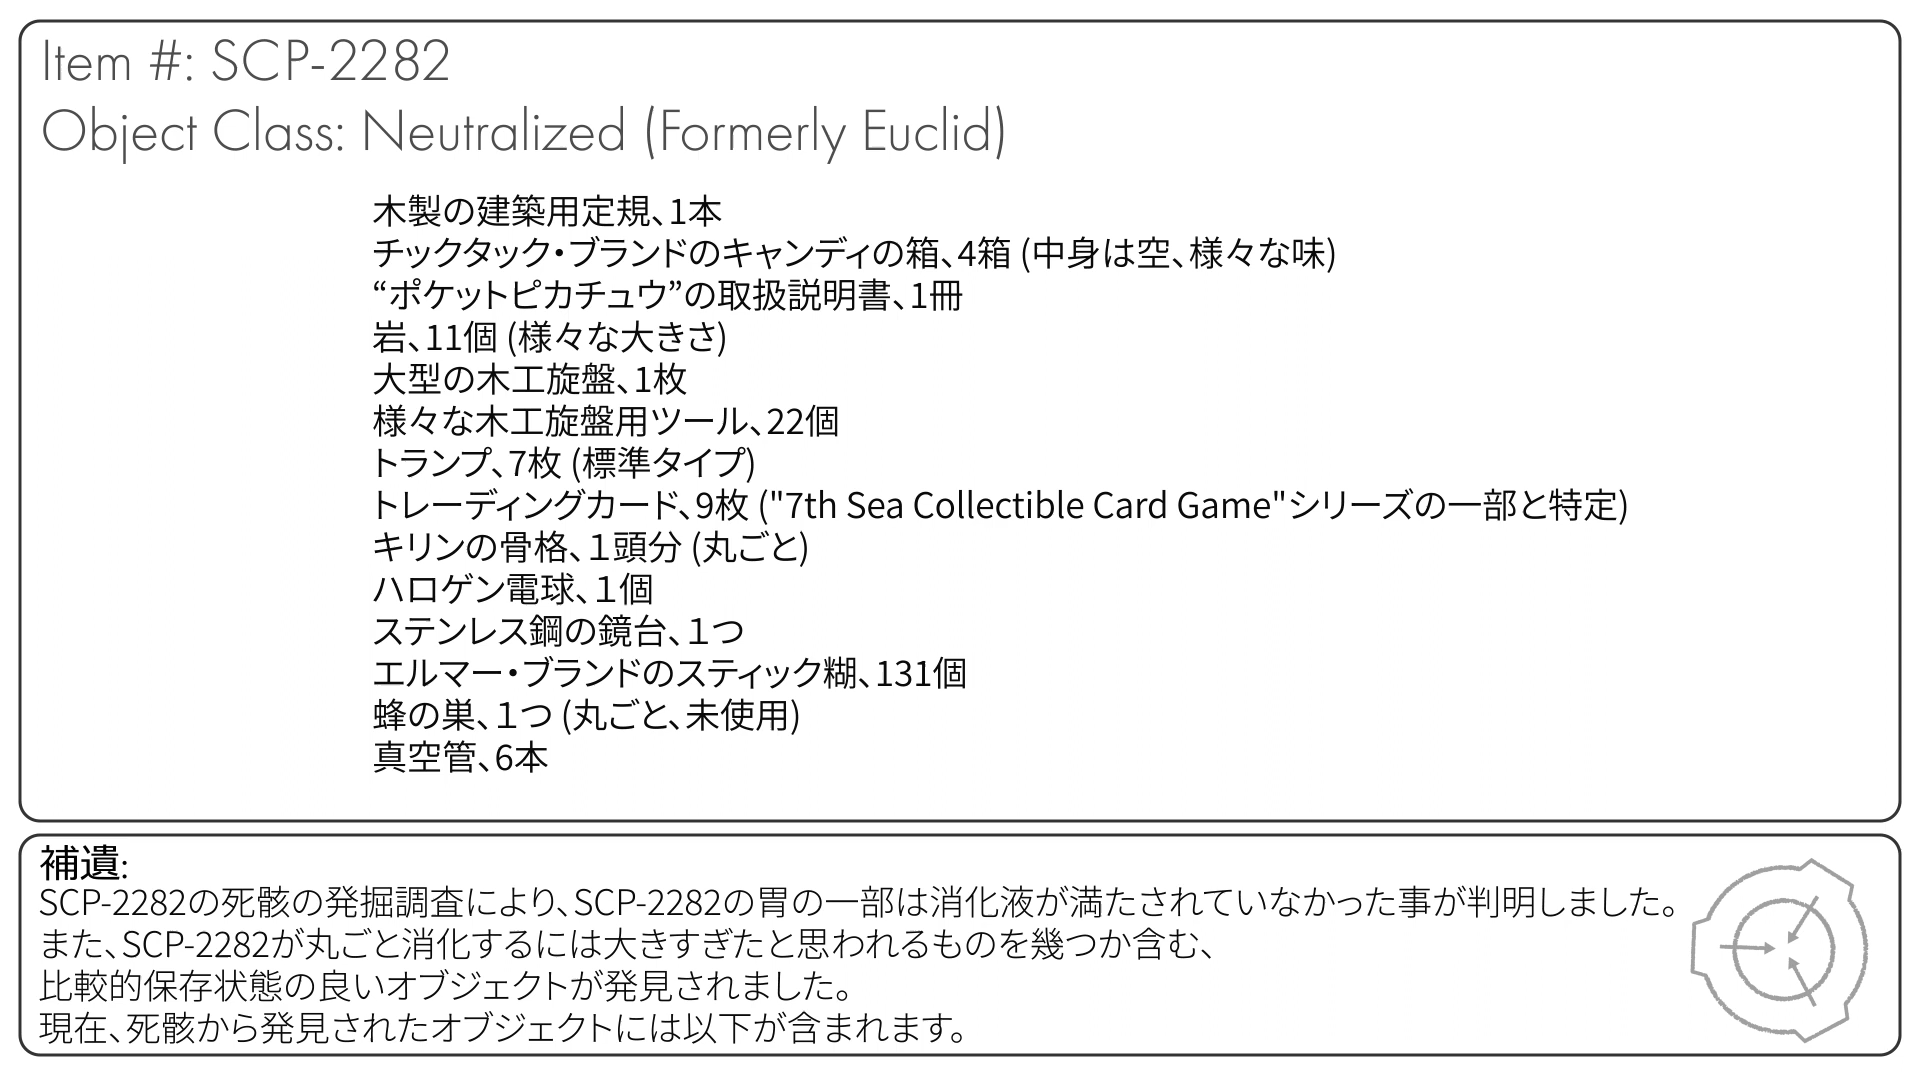 Item #: SCP-2282
Object Class: Neutralized (Formerly Euclid)
木製の建築用定規、1本
チックタック・ブランドのキャンディの箱、4箱 (中身は空、様々な味)
“ポケットピカチュウ”の取扱説明書、1冊
岩、11個 (様々な大きさ)
大型の木工旋盤、1枚
様々な木工旋盤用ツール、22個
トランプ、7枚 (標準タイプ)
トレーディングカード、9枚 ("7th Sea Collectible Card Game"シリーズの一部と特定)
キリンの骨格、１頭分 (丸ごと)
ハロゲン電球、１個
ステンレス鋼の鏡台、１つ
エルマー・ブランドのスティック糊、131個
蜂の巣、１つ (丸ごと、未使用)
真空管、6本
補遺:
SCP-2282の死骸の発掘調査により、SCP-2282の胃の一部は消化液が満たされていなかった事が判明しました。
また、SCP-2282が丸ごと消化するには大きすぎたと思われるものを幾つか含む、
比較的保存状態の良いオブジェクトが発見されました。
現在、死骸から発見されたオブジェクトには以下が含まれます。